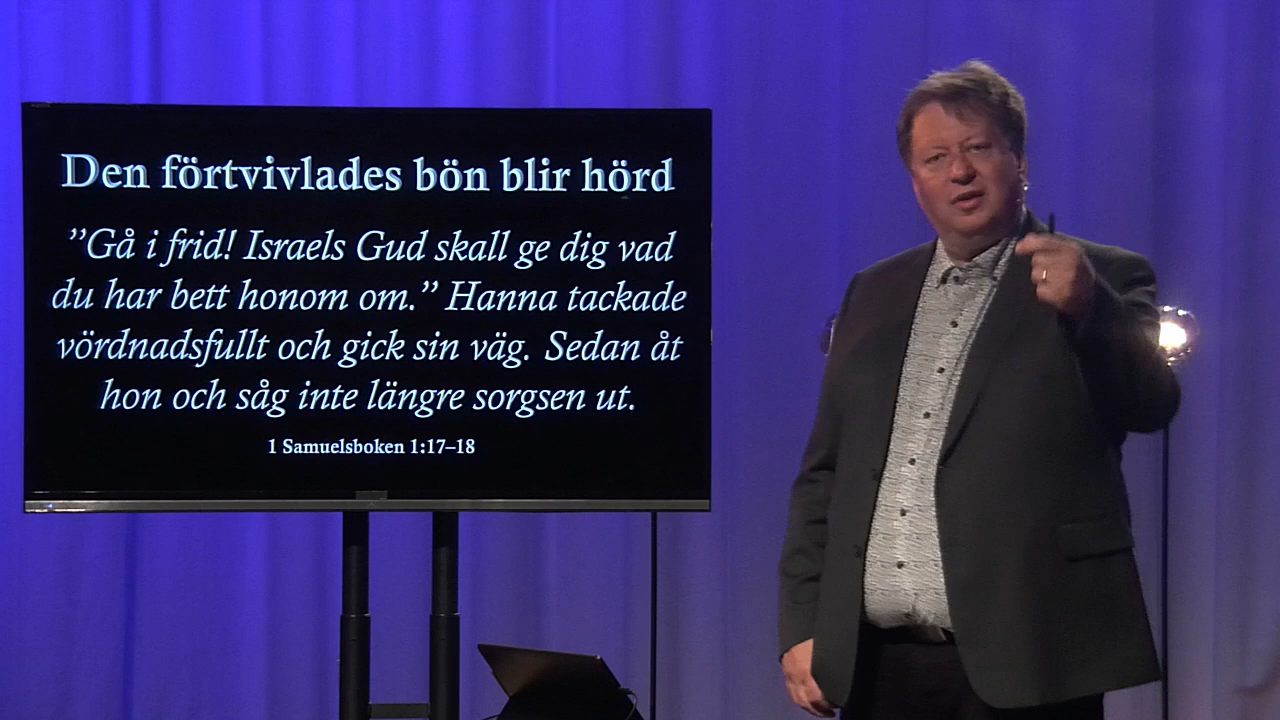 Den förtvivlades bön blir hörd
”Gå i frid! Israels Gud skall ge dig vad
du har bett honom om.” Hanna tackade
vördnadsfullt och gick sin väg. Sedan åt
hon och såg inte längre sorgsen ut.
1 Samuelsboken 1:17–18